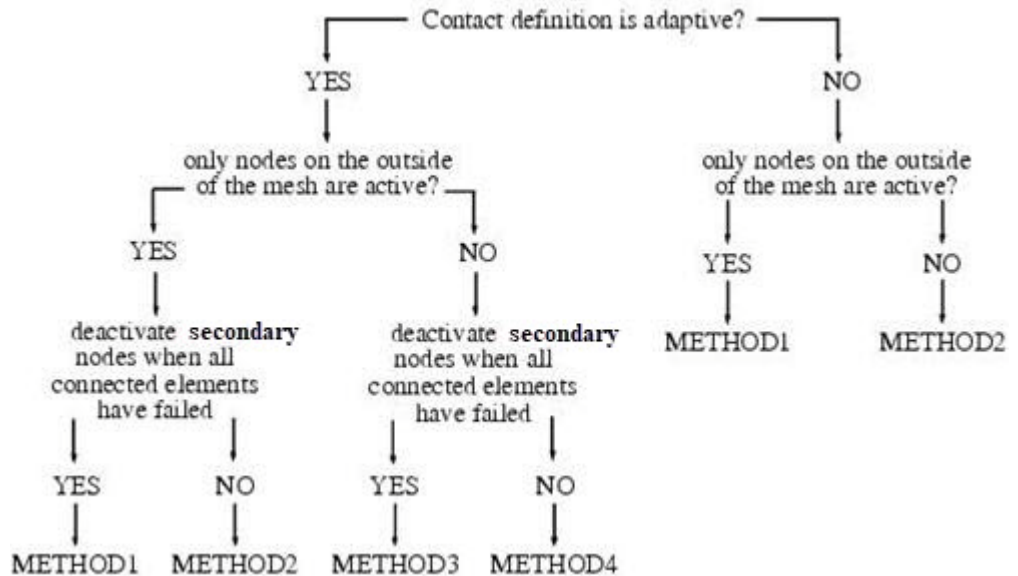 Contact definition is adaptive?
YES
NO
only nodes on the outside
of the mesh are active?
only nodes on the outside
of the mesh are active?
YES
NO
YES
NO
deactivate secondary
nodes when all
connected elements
have failed
deactivate secondary
nodes when all
connected elements
have failed
METHOD1
METHOD2
YES
NO
YES
NO
METHOD1
METHOD2
METHOD3
METHOD4